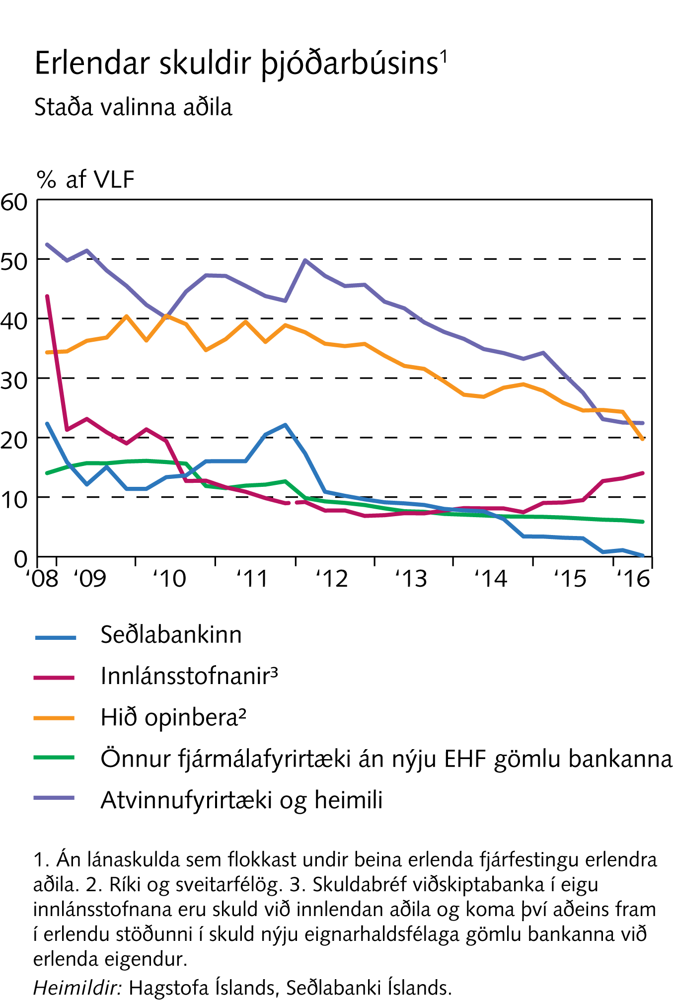 Erlendar skuldir þjóðarbúsins¹
Staða valinna aðila
% af VLF
60
50
40
30
20
10
0
‘08 ‘09 ‘10 ‘11 ‘12 ‘13 ‘14 ‘15 ‘16
Seðlabankinn
Innlánsstofnanir³
Hið opinbera²
Önnur fjármálafyrirtæki án nýju EHF gömlu bankanna
Atvinnufyrirtæki og heimili
1. Án lánaskulda sem flokkast undir beina erlenda fjárfestingu erlendra
aðila. 2. Ríki og sveitarfélög. 3. Skuldabréf viðskiptabanka í eigu
innlánsstofnana eru skuld við innlendan aðila og koma því aðeins fram
í erlendu stöðunni í skuld nýju eignarhaldsfélaga gömlu bankanna við
erlenda eigendur.
Heimildir: Hagstofa Íslands, Seðlabanki Íslands.